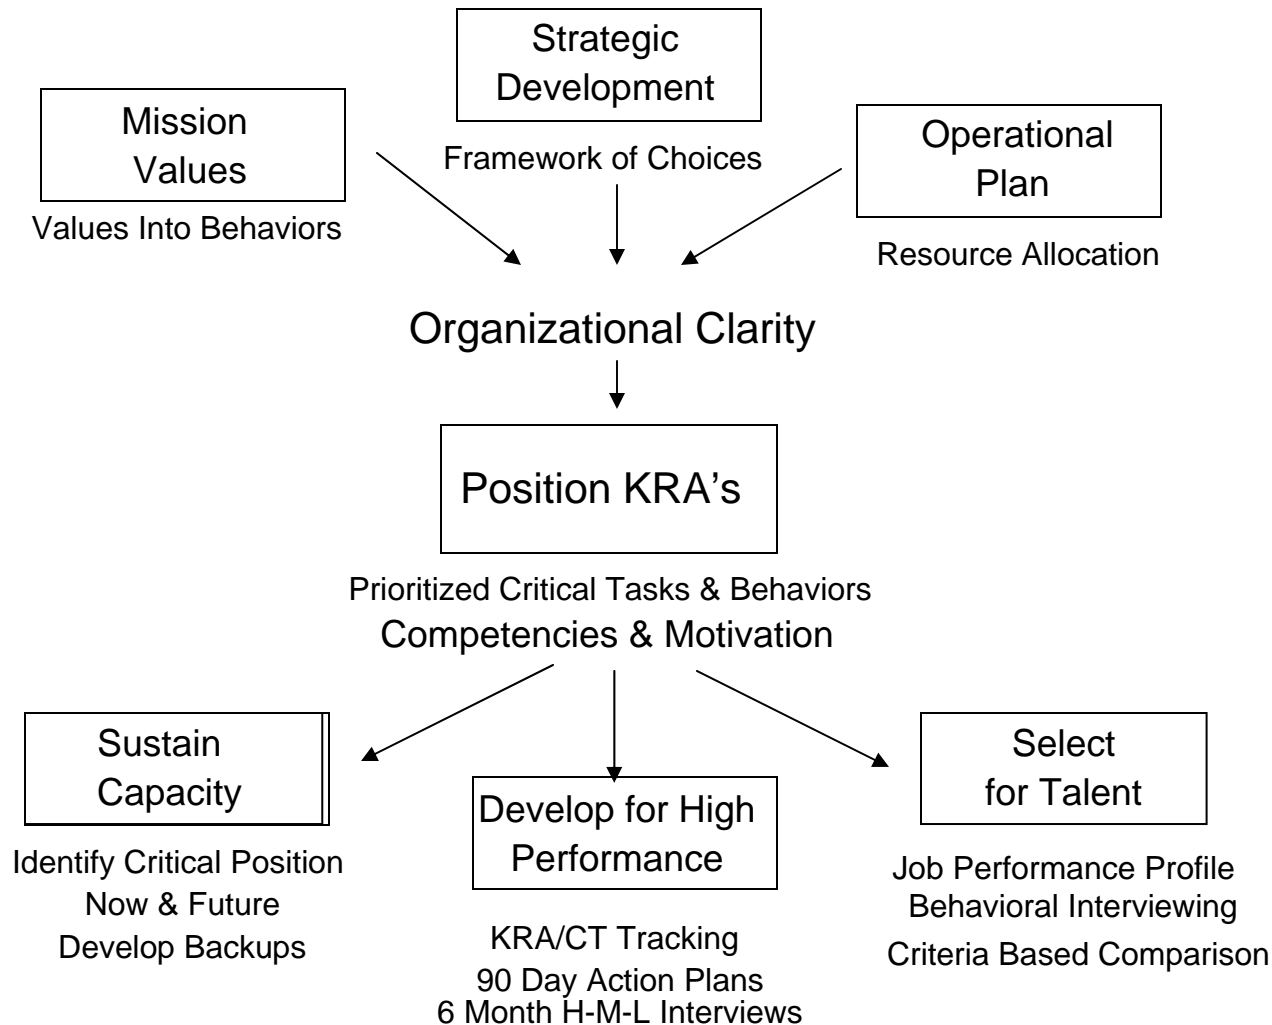 Strategic
Development
Framework of Choices
Mission
Values
Values Into Behaviors
Operational
Plan
Resource Allocation
Organizational Clarity
Position KRA's
Prioritized Critical Tasks & Behaviors
Competencies & Motivation
Sustain
Capacity
Identify Critical Position
Now & Future
Develop Backups
Develop for High
Performance
KRA/CT Tracking
90 Day Action Plans
6 Month H-M-L Interviews
Select
for Talent
Job Performance Profile
Behavioral Interviewing
Criteria Based Comparison